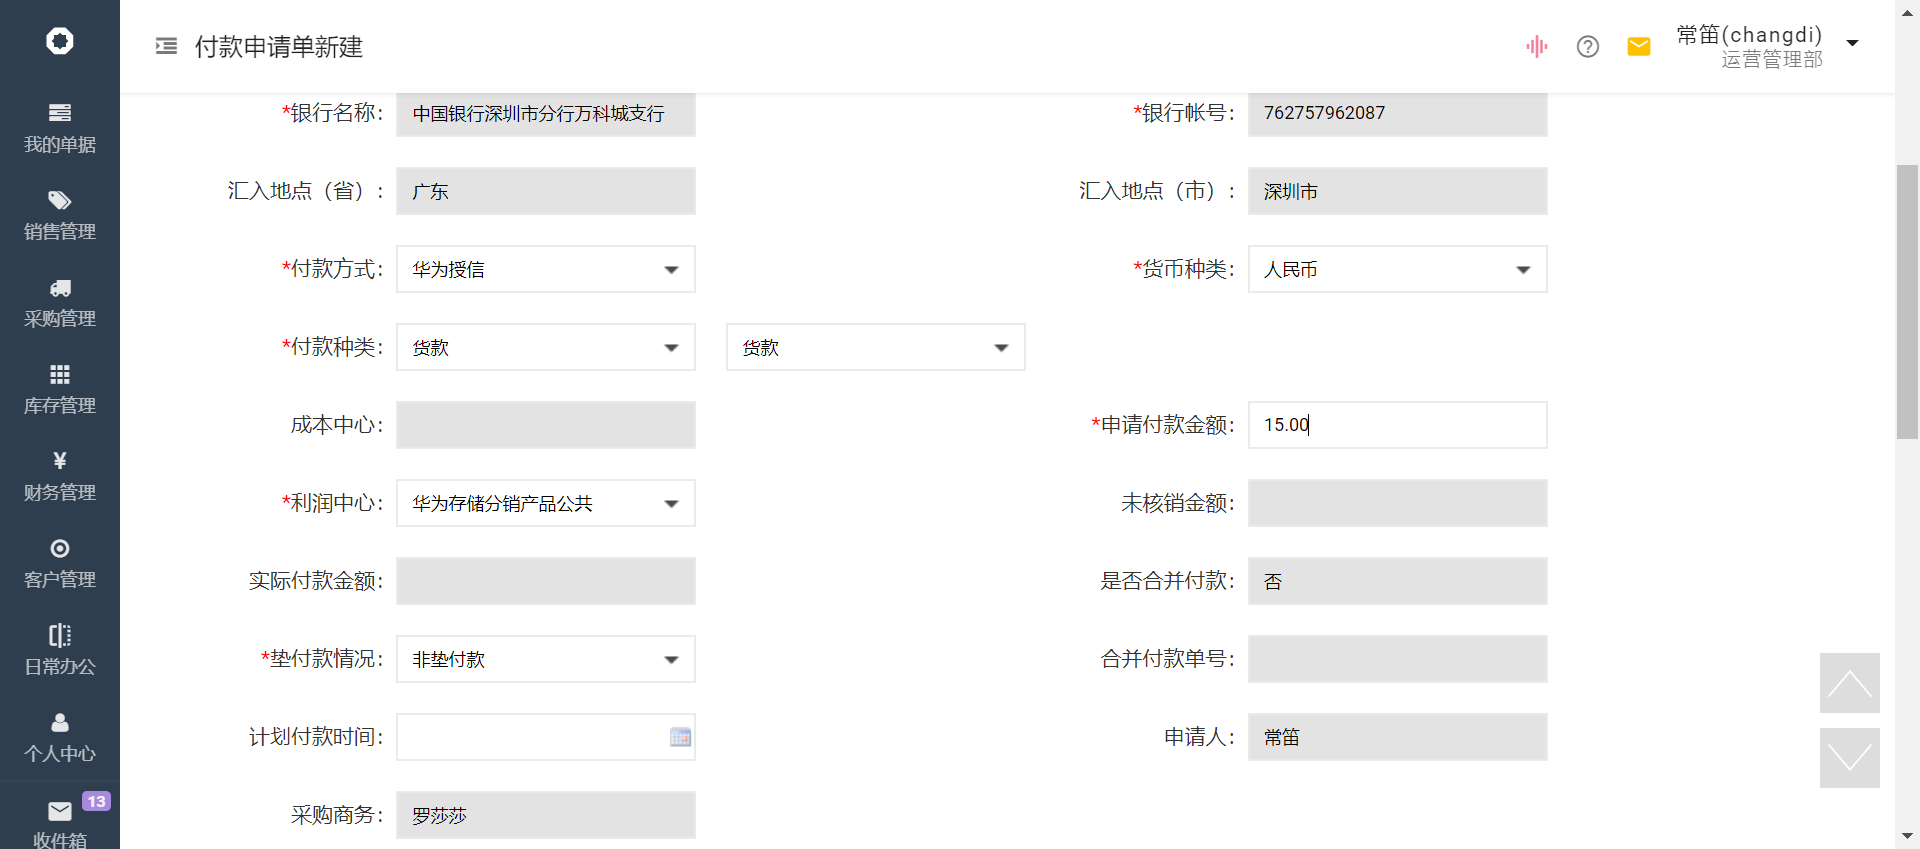 付款申请单新建
常笛(changdi)
运营管理部
我的单据
销售管理
采购管理
库存管理
财务管理
客户管理
日常办公
个人中心
13
收件箱
*银行名称: 中国银行深圳市分行万科城支行 *银行帐号: 762757962087
汇入地点（省）: 广东 汇入地点（市）: 深圳市
*付款方式: 华为授信 *货币种类: 人民币
*付款种类: 货款 货款
成本中心: *申请付款金额: 15.00
*利润中心: 华为存储分销产品公共 未核销金额:
实际付款金额: 是否合并付款: 否
*垫付款情况: 非垫付款 合并付款单号:
计划付款时间: 申请人: 常笛
采购商务: 罗莎莎